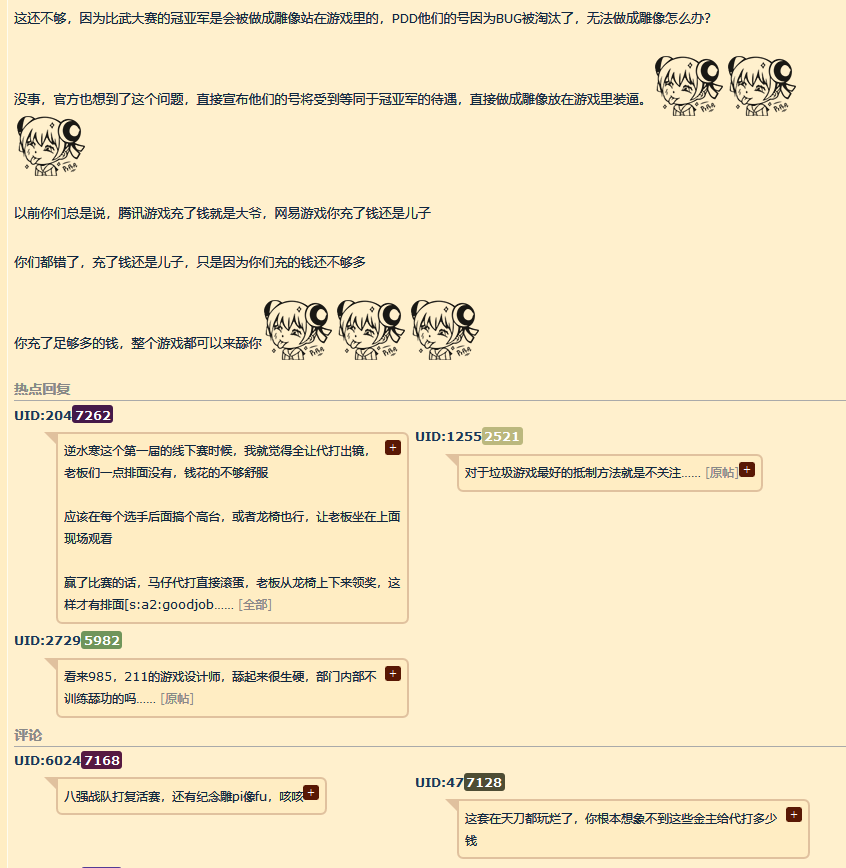 这还不够，因为比武大赛的冠亚军是会被做成雕像站在游戏里的，PDD他们的号因为BUG被淘汰了，无法做成雕像怎么办？
没事，官方也想到了这个问题，直接宣布他们的号将受到等同于冠亚军的待遇，直接做成雕像放在游戏里装逼。
以前你们总是说，腾讯游戏充了钱就是大爷，网易游戏你充了钱还是儿子
你们都错了，充了钱还是儿子，只是因为你们充的钱还不够多
你充了足够多的钱，整个游戏都可以来舔你
热点回复
UID:2047262
逆水寒这个第一届的线下赛时候，我就觉得全让代打出镜，
老板们一点排面没有，钱花的不够舒服
应该在每个选手后面搞个高台，或者龙椅也行，让老板坐在上面
现场观看
赢了比赛的话，马仔代打直接滚蛋，老板从龙椅上下来领奖，这
样才有排面[s:a2:goodjob...... [全部]
+
UID:12552521
对于垃圾游戏最好的抵制方法就是不关注...... [原帖]
+
UID:27295982
看来985，211的游戏设计师，舔起来很生硬，部门内部不
训练舔功的吗...... [原帖]
+
评论
UID:60247168
八强战队打复活赛，还有纪念雕pi像fu，咳咳
+
UID:477128
这套在天刀都玩烂了，你根本想象不到这些金主给代打多少
钱
+